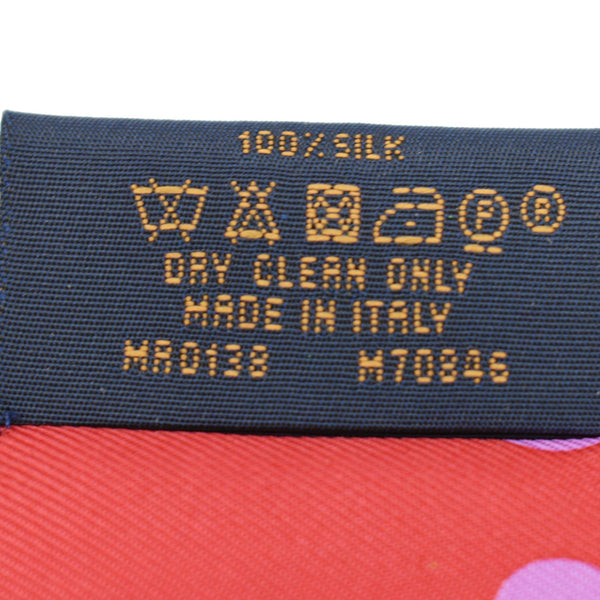 100% SILK
P R
DRY CLEAN ONLY
MADE IN ITALY
MR0138 M70846